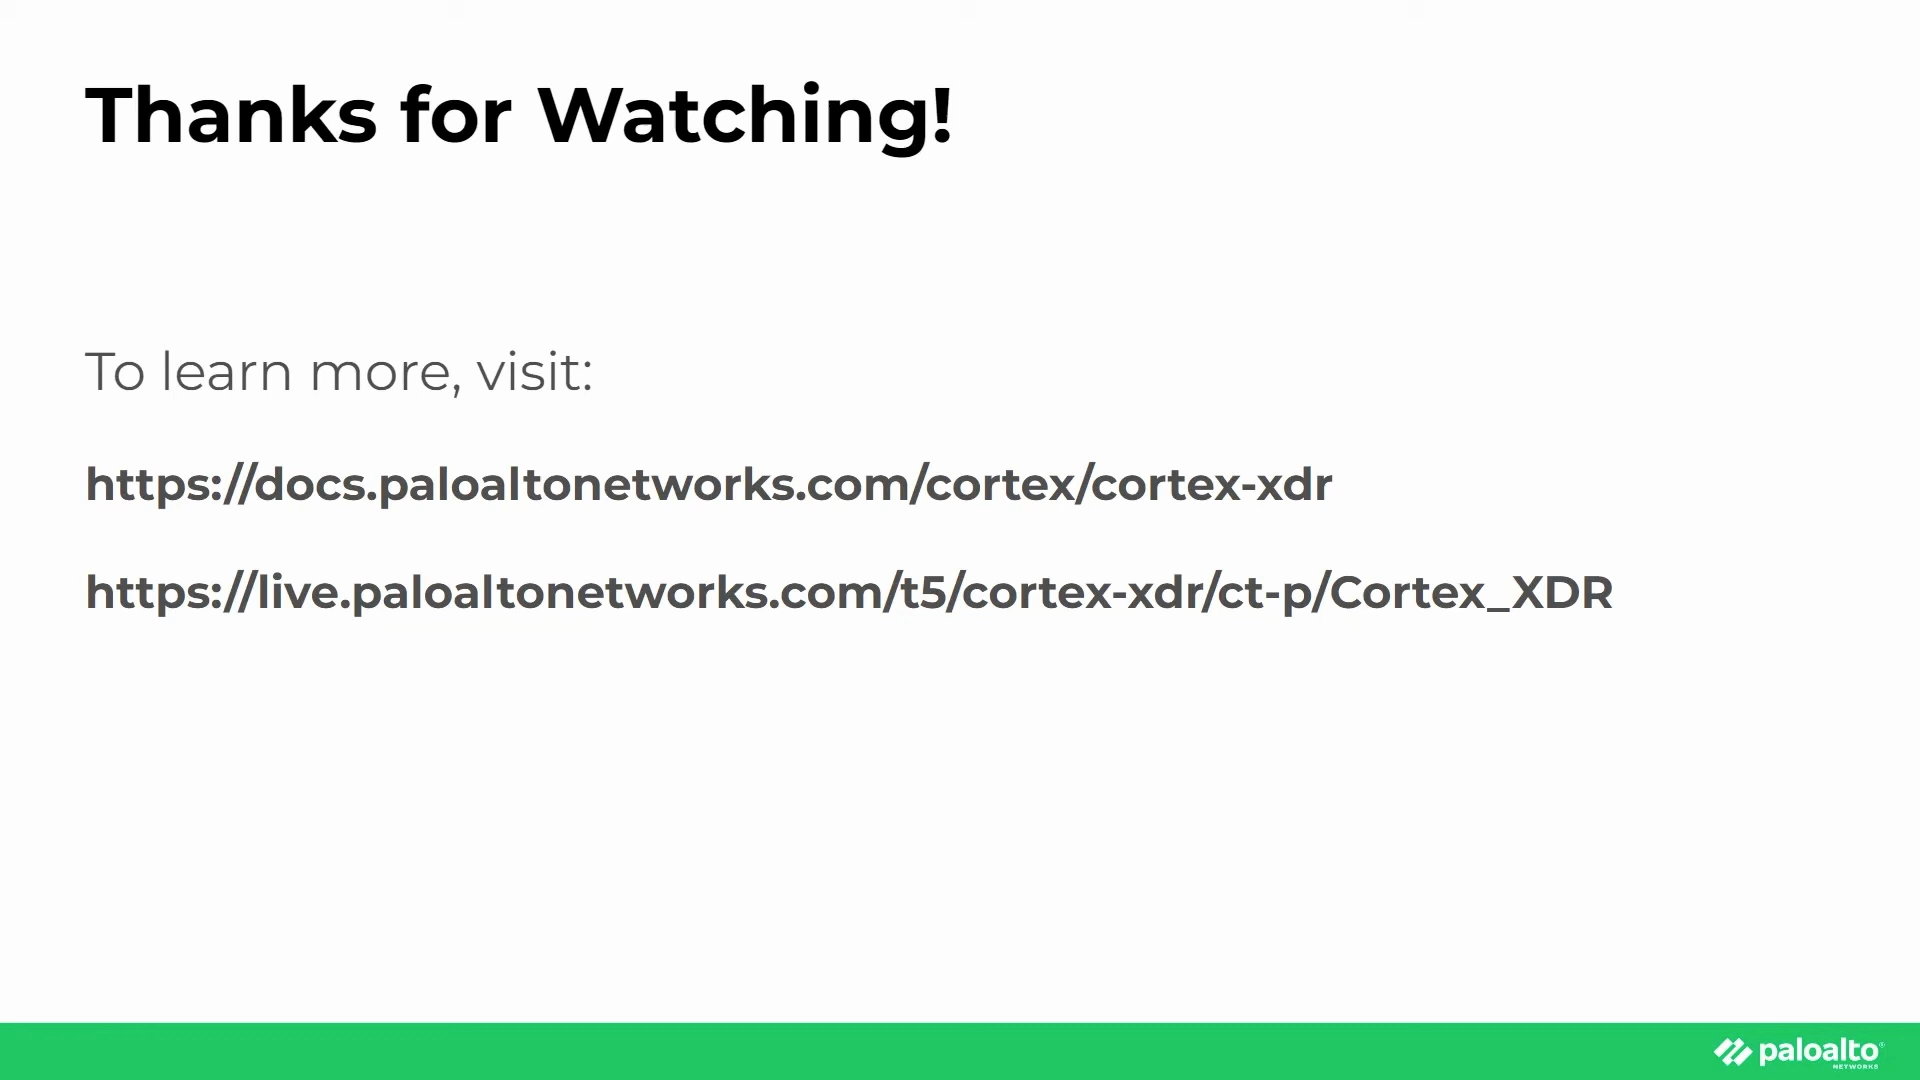 Thanks for Watching!
To learn more, visit:
https://docs.paloaltonetworks.com/cortex/cortex-xdr
https://live.paloaltonetworks.com/t5/cortex-xdr/ct-p/Cortex_XDR
paloalto®
NETWORKS